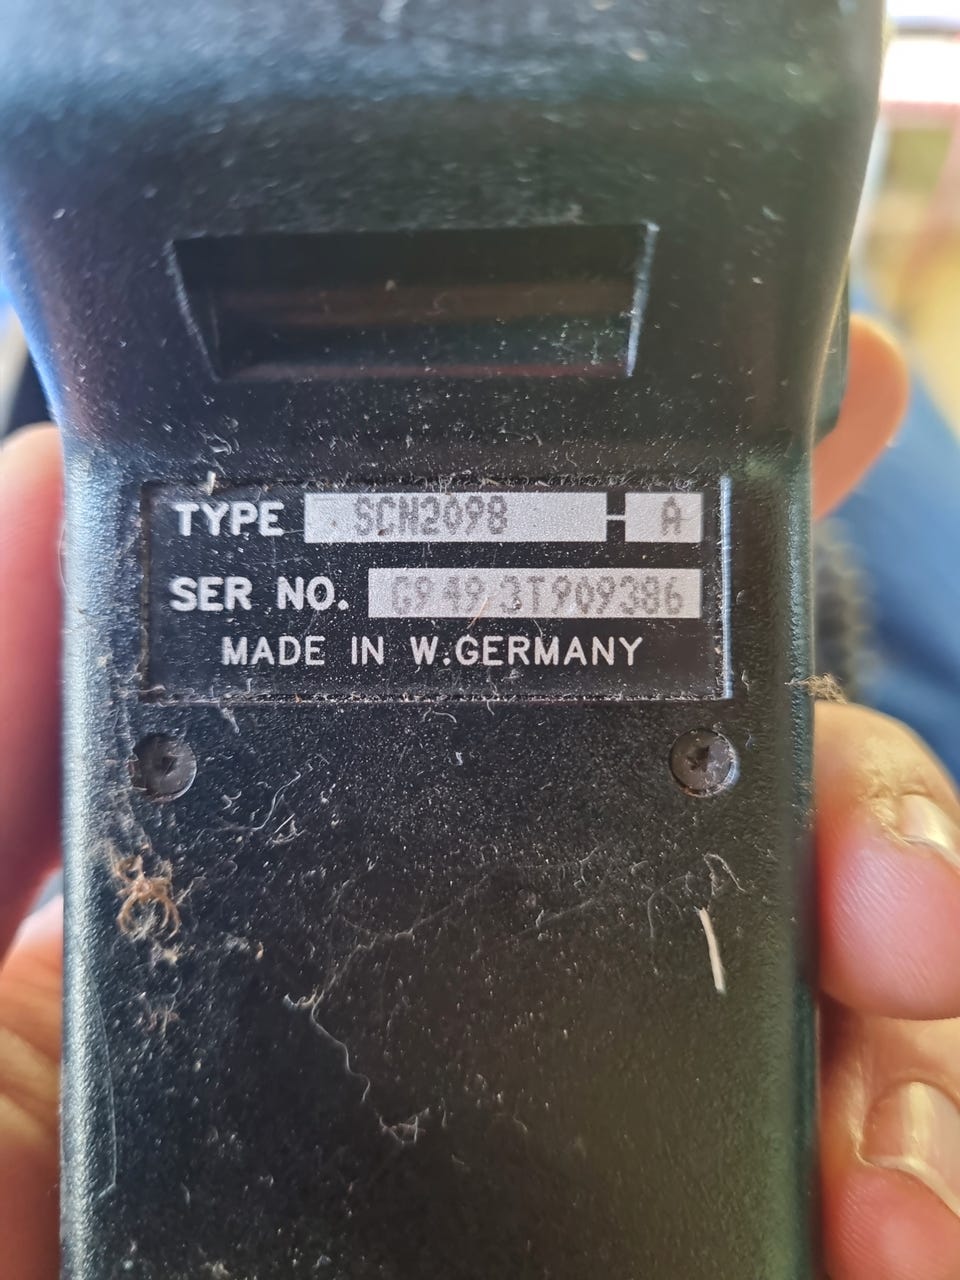 TYPE SCN2098 - A
SER NO. G949 3T909386
MADE IN W.GERMANY